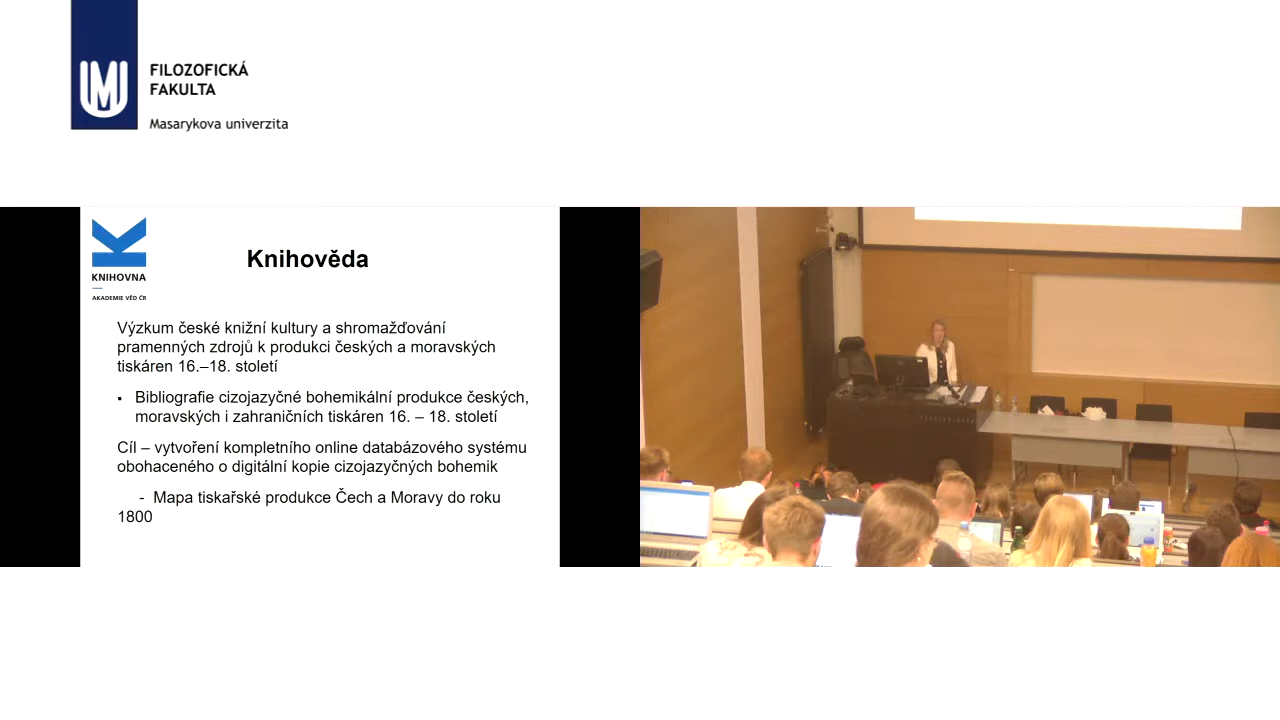 FILOZOFICKÁ
FAKULTA
Masarykova univerzita
KNIHOVNA
AKADEMIE VĚD ČR
Knihověda
Výzkum české knižní kultury a shromažďování
pramenných zdrojů k produkci českých a moravských
tiskáren 16.–18. století
▪ Bibliografie cizojazyčné bohemikální produkce českých,
moravských i zahraničních tiskáren 16. – 18. století
Cíl – vytvoření kompletního online databázového systému
obohaceného o digitální kopie cizojazyčných bohemik
- Mapa tiskařské produkce Čech a Moravy do roku
1800